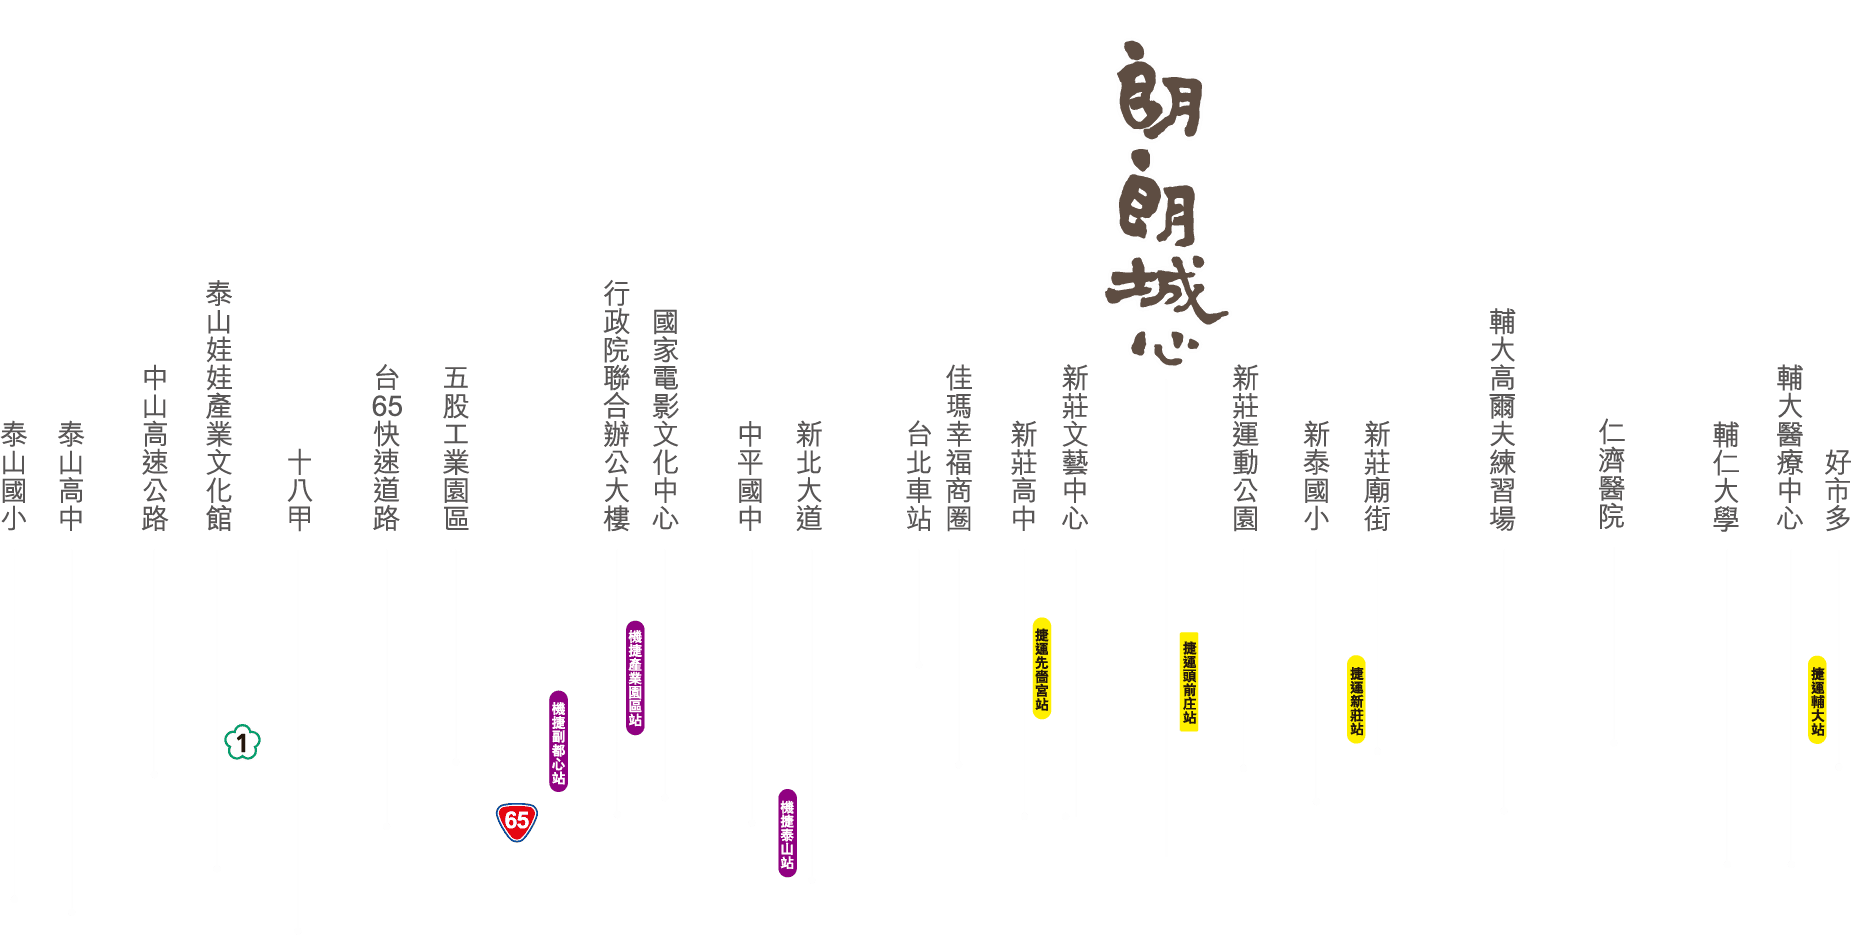 泰山國小
泰山高中
中山高速公路
泰山娃娃產業文化館
十八甲
台65快速道路
五股工業園區
行政院聯合辦公大樓
國家電影文化中心
中平國中
新北大道
台北車站
佳瑪幸福商圈
新莊高中
新莊文藝中心
朗朗城心
新莊運動公園
新泰國小
新莊廟街
輔大高爾夫練習場
仁濟醫院
輔仁大學
輔大醫療中心
好市多
1
65
機捷副都心站
機捷產業園區站
機捷泰山站
捷運先嗇宮站
捷運頭前庄站
捷運新莊站
捷運輔大站